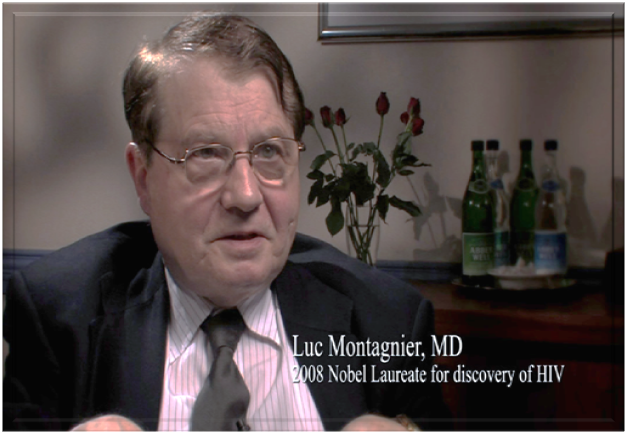 Luc Montagnier, MD
2008 Nobel Laureate for discovery of HIV